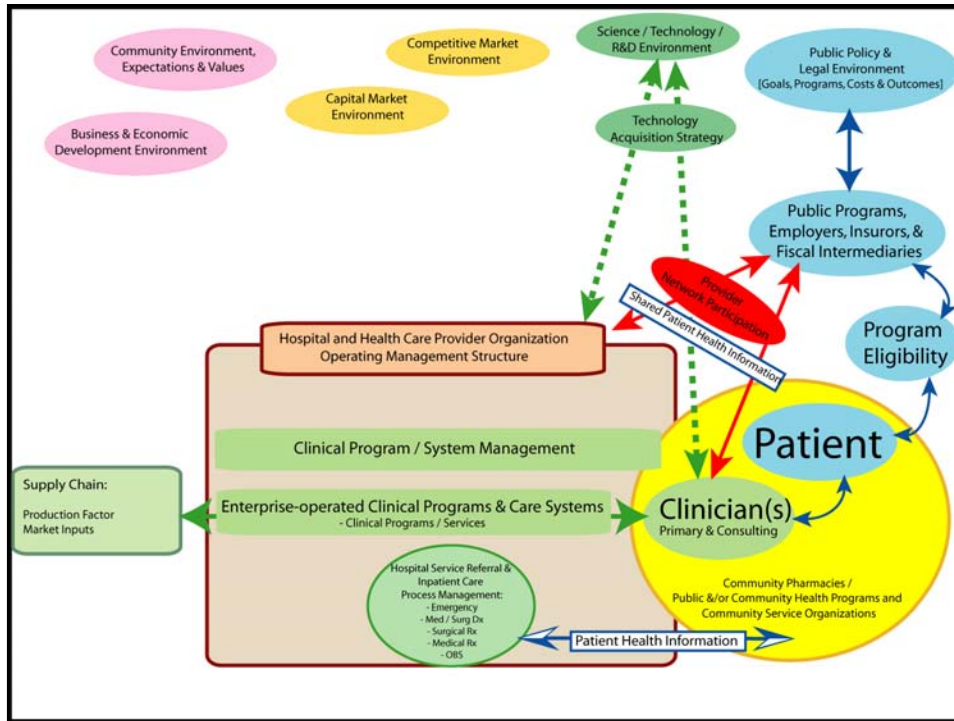 Community Environment,
Expectations & Values
Competitive Market
Environment
Science / Technology /
R&D Environment
Public Policy &
Legal Environment
[Goals, Programs, Costs & Outcomes]
Capital Market
Environment
Business & Economic
Development Environment
Technology
Acquisition Strategy
Public Programs,
Employers, Insurors, &
Fiscal Intermediaries
Provider
Network Participation
Shared Patient Health Information
Program
Eligibility
Hospital and Health Care Provider Organization
Operating Management Structure
Clinical Program / System Management
Patient
Supply Chain:
Production Factor
Market Inputs
Enterprise-operated Clinical Programs & Care Systems
- Clinical Programs / Services
Clinician(s)
Primary & Consulting
Hospital Service Referral &
Inpatient Care
Process Management:
- Emergency
- Med / Surg Dx
- Surgical Rx
- Medical Rx
- OBS
Patient Health Information
Community Pharmacies /
Public &/or Community Health Programs and
Community Service Organizations